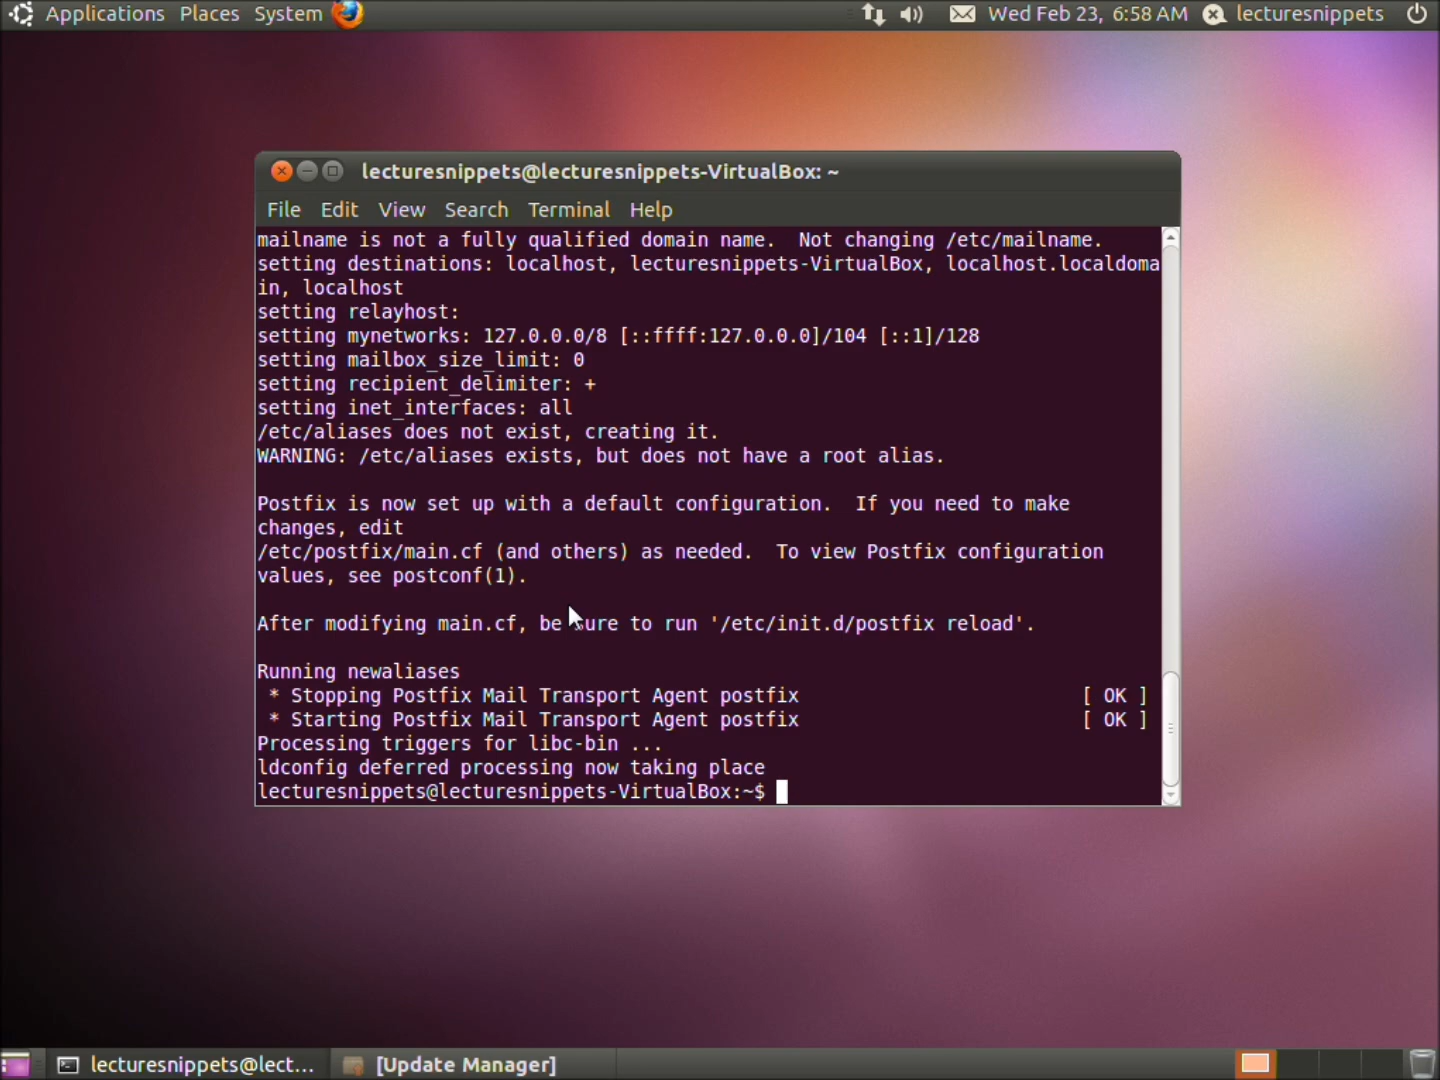 Applications Places System
Wed Feb 23, 6:58 AM lecturesnippets
lecturesnippets@lecturesnippets-VirtualBox: ~
File Edit View Search Terminal Help
mailname is not a fully qualified domain name.  Not changing /etc/mailname.
setting destinations: localhost, lecturesnippets-VirtualBox, localhost.localdoma
in, localhost
setting relayhost:
setting mynetworks: 127.0.0.0/8 [::ffff:127.0.0.0]/104 [::1]/128
setting mailbox_size_limit: 0
setting recipient_delimiter: +
setting inet_interfaces: all
/etc/aliases does not exist, creating it.
WARNING: /etc/aliases exists, but does not have a root alias.
Postfix is now set up with a default configuration.  If you need to make
changes, edit
/etc/postfix/main.cf (and others) as needed.  To view Postfix configuration
values, see postconf(1).
After modifying main.cf, be sure to run '/etc/init.d/postfix reload'.
Running newaliases
* Stopping Postfix Mail Transport Agent postfix [ OK ]
* Starting Postfix Mail Transport Agent postfix [ OK ]
Processing triggers for libc-bin ...
ldconfig deferred processing now taking place
lecturesnippets@lecturesnippets-VirtualBox:~$
lecturesnippets@lect... [Update Manager]